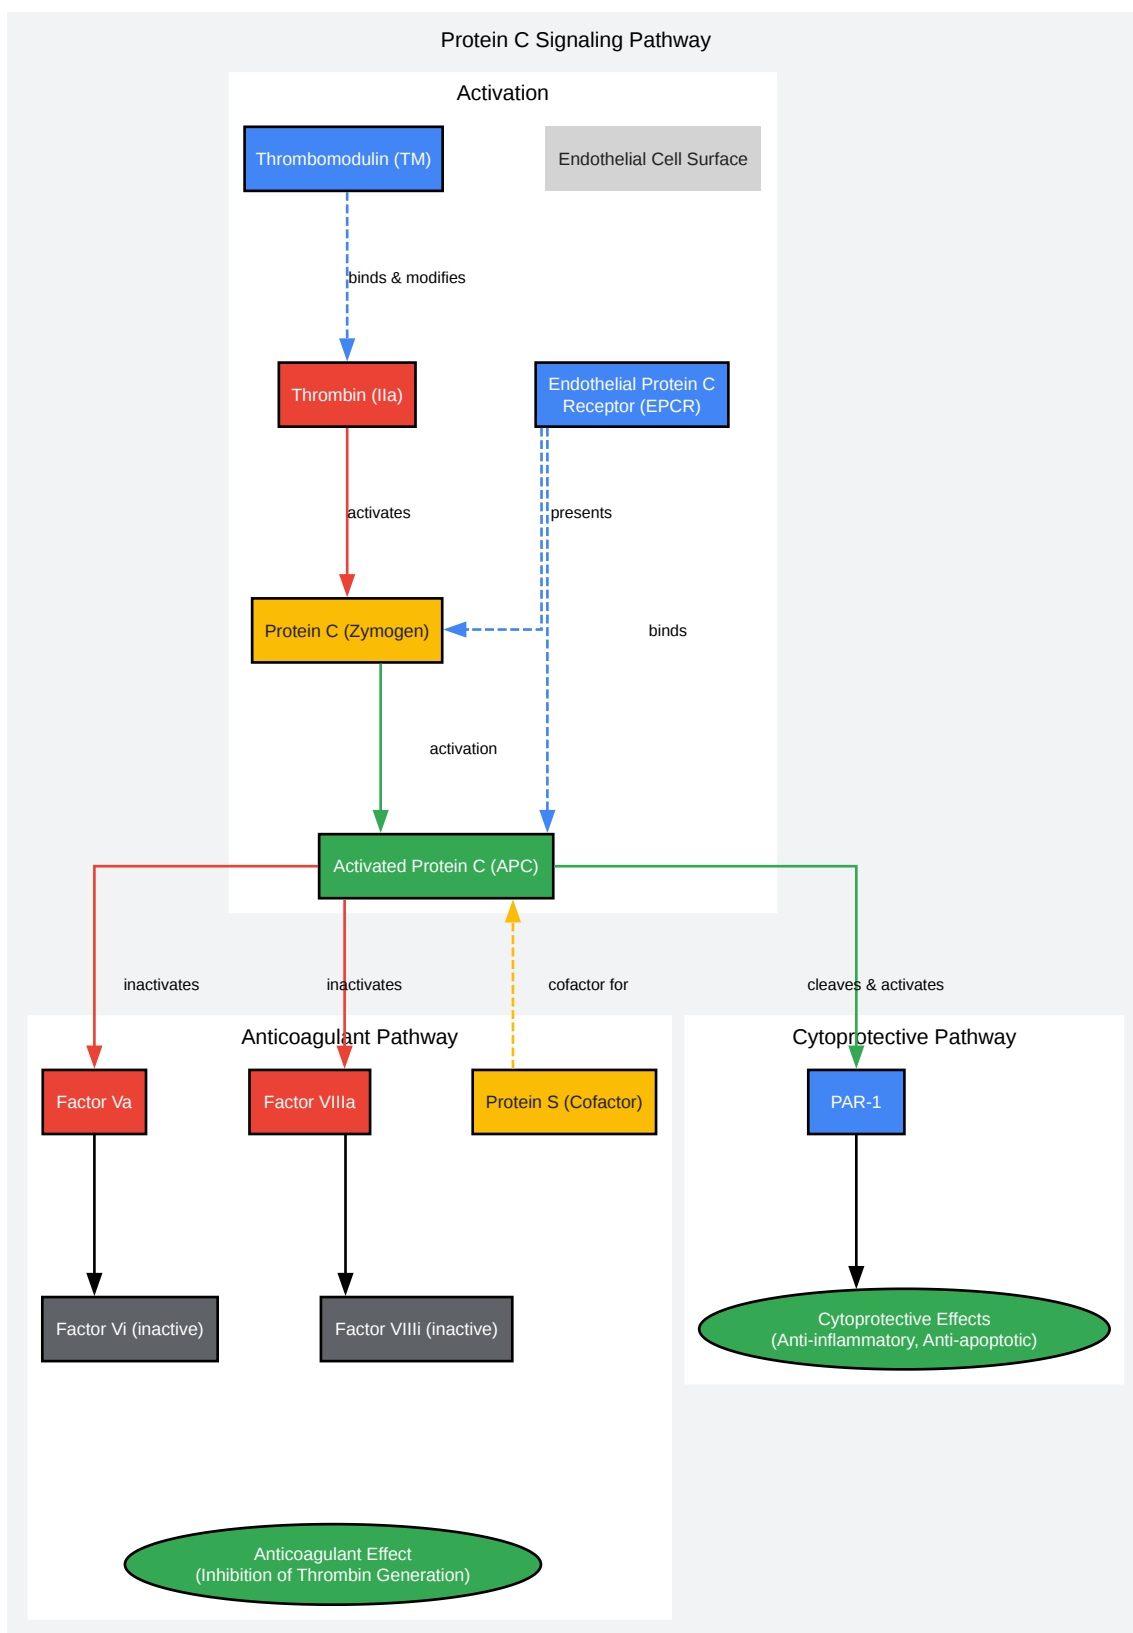 Protein C Signaling Pathway
Activation
Thrombomodulin (TM)
Endothelial Cell Surface
binds & modifies
Thrombin (IIa)
Endothelial Protein C
Receptor (EPCR)
activates
presents
Protein C (Zymogen)
binds
activation
Activated Protein C (APC)
inactivates
inactivates
cofactor for
cleaves & activates
Anticoagulant Pathway
Cytoprotective Pathway
Factor Va
Factor VIIIa
Protein S (Cofactor)
PAR-1
Factor Vi (inactive)
Factor VIIIi (inactive)
Cytoprotective Effects
(Anti-inflammatory, Anti-apoptotic)
Anticoagulant Effect
(Inhibition of Thrombin Generation)